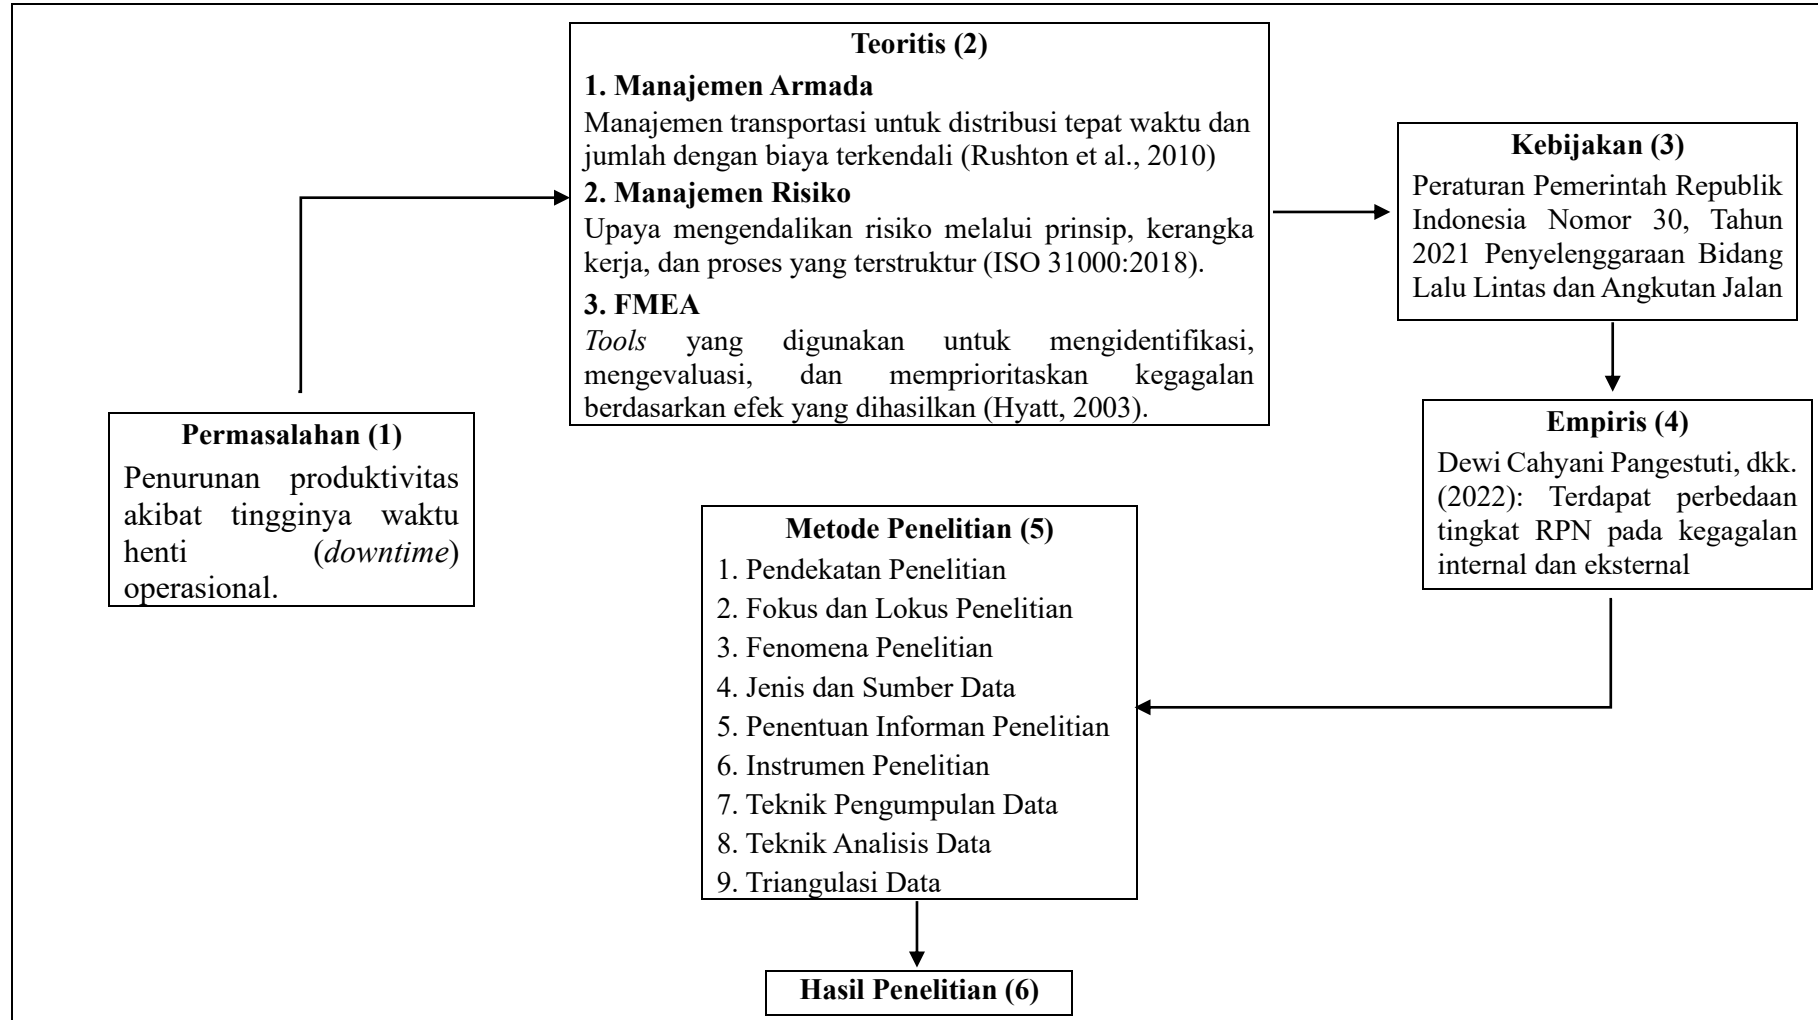 Permasalahan (1)
Penurunan produktivitas
akibat tingginya waktu
henti (downtime)
operasional.
Teoritis (2)
1. Manajemen Armada
Manajemen transportasi untuk distribusi tepat waktu dan
jumlah dengan biaya terkendali (Rushton et al., 2010)
2. Manajemen Risiko
Upaya mengendalikan risiko melalui prinsip, kerangka
kerja, dan proses yang terstruktur (ISO 31000:2018).
3. FMEA
Tools yang digunakan untuk mengidentifikasi,
mengevaluasi, dan memprioritaskan kegagalan
berdasarkan efek yang dihasilkan (Hyatt, 2003).
Kebijakan (3)
Peraturan Pemerintah Republik
Indonesia Nomor 30, Tahun
2021 Penyelenggaraan Bidang
Lalu Lintas dan Angkutan Jalan
Empiris (4)
Dewi Cahyani Pangestuti, dkk.
(2022): Terdapat perbedaan
tingkat RPN pada kegagalan
internal dan eksternal
Metode Penelitian (5)
1. Pendekatan Penelitian
2. Fokus dan Lokus Penelitian
3. Fenomena Penelitian
4. Jenis dan Sumber Data
5. Penentuan Informan Penelitian
6. Instrumen Penelitian
7. Teknik Pengumpulan Data
8. Teknik Analisis Data
9. Triangulasi Data
Hasil Penelitian (6)